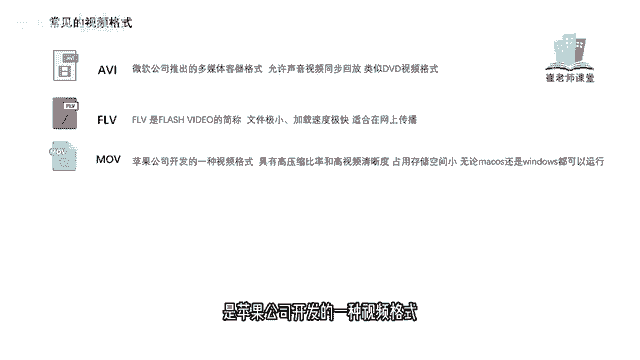 常见的视频格式
AVI 微软公司推出的多媒体容器格式 允许声音视频同步回放 类似DVD视频格式
崔老师课堂
FLV
FLV 是FLASH VIDEO的简称 文件极小、加载速度极快 适合在网上传播
MOV
MOV 苹果公司开发的一种视频格式 具有高压缩比率和高视频清晰度 占用存储空间小 无论macos还是windows都可以运行
是苹果公司开发的一种视频格式